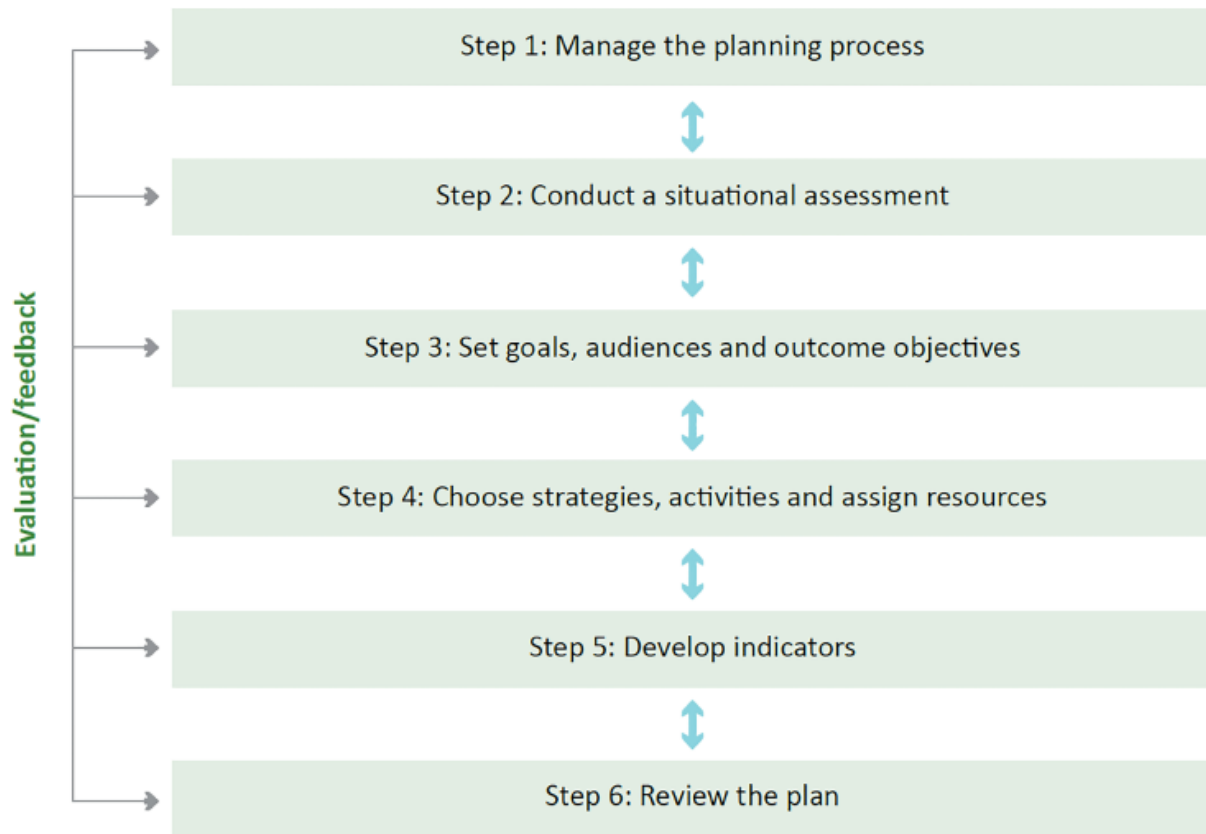 Step 1: Manage the planning process
Step 2: Conduct a situational assessment
Step 3: Set goals, audiences and outcome objectives
Step 4: Choose strategies, activities and assign resources
Step 5: Develop indicators
Step 6: Review the plan
Evaluation/feedback